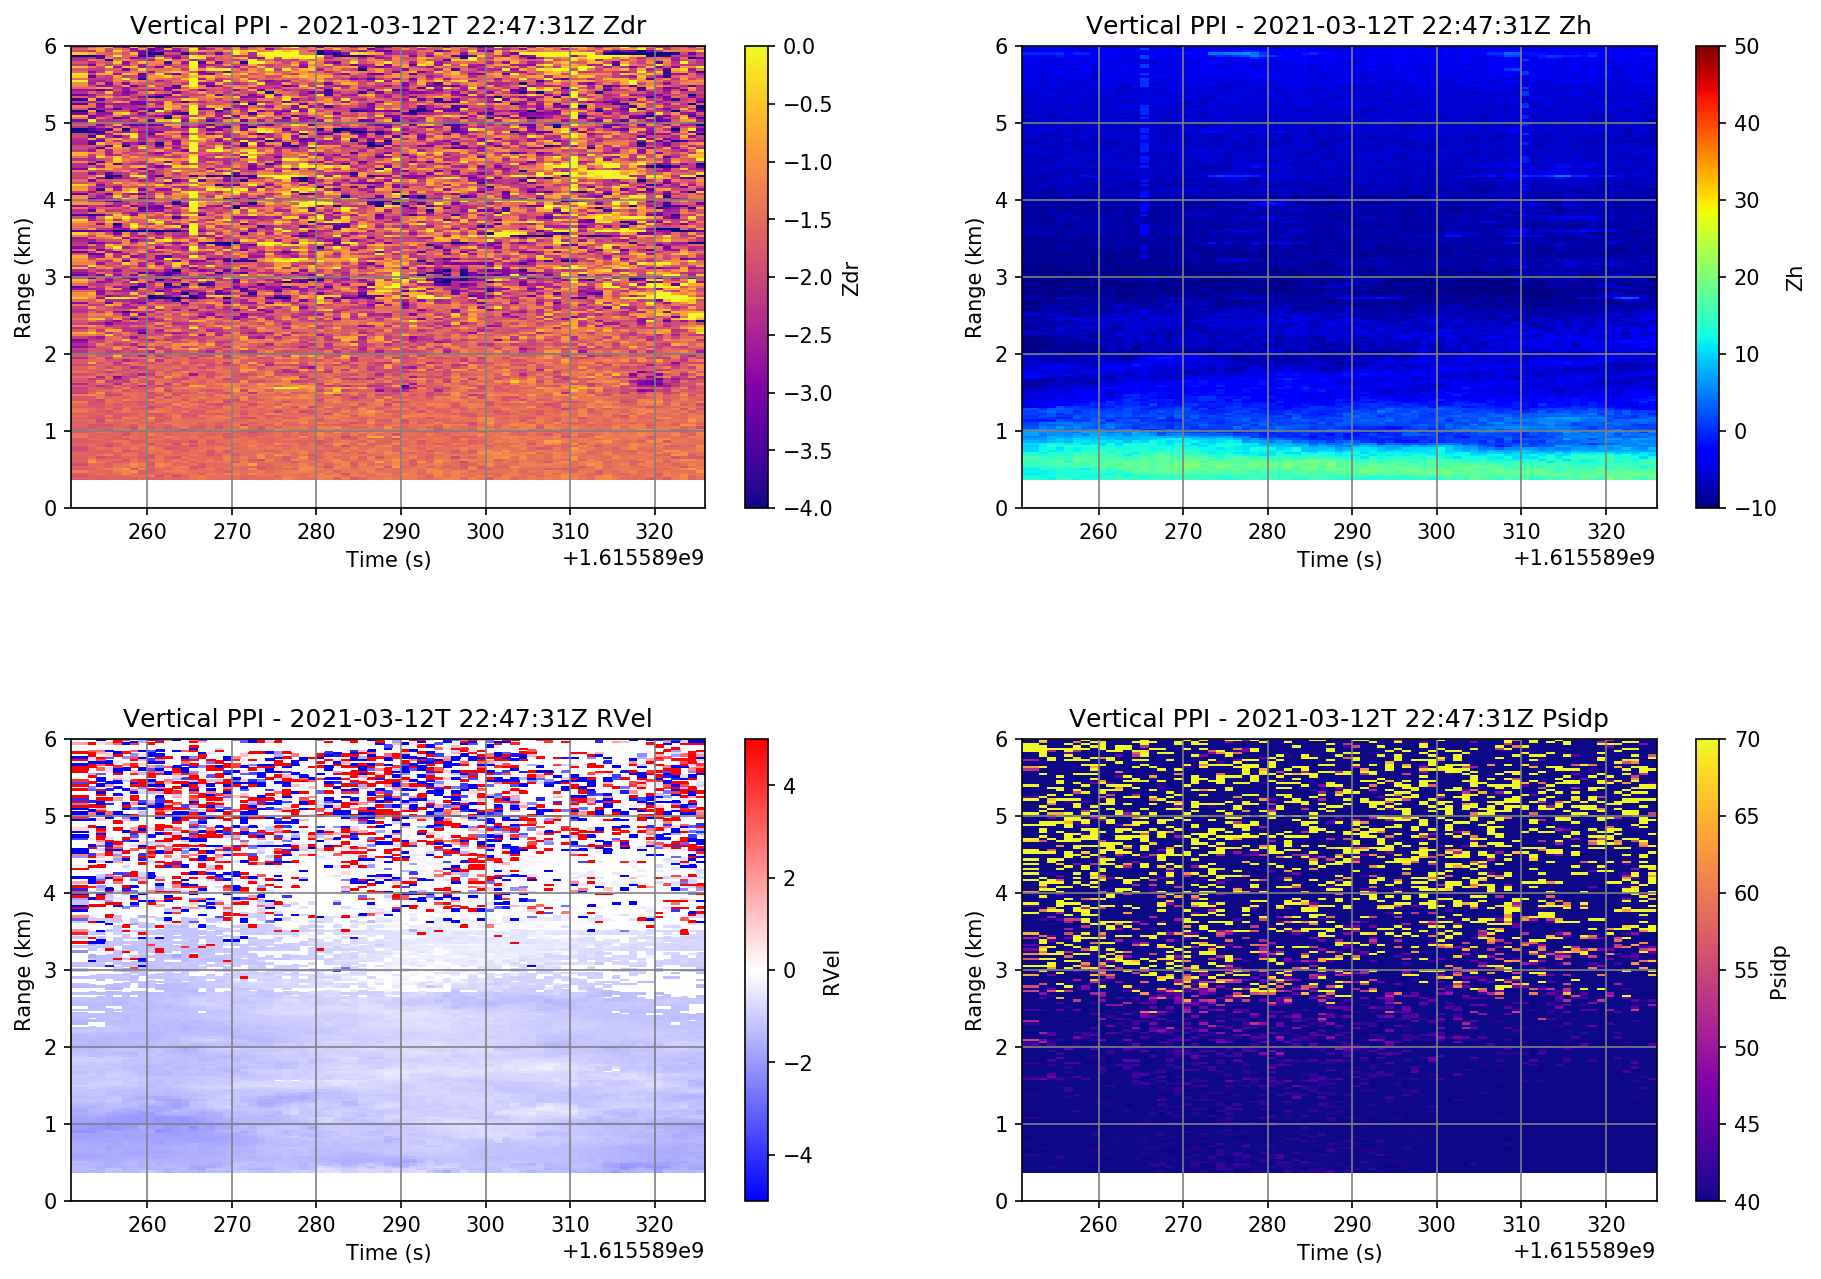 Vertical PPI - 2021-03-12T 22:47:31Z Zdr
6
5
4
3
2
1
0
Range (km)
260 270 280 290 300 310 320
Time (s)
+1.615589e9
0.0
−0.5
−1.0
−1.5
−2.0
−2.5
−3.0
−3.5
−4.0
Zdr
Vertical PPI - 2021-03-12T 22:47:31Z Zh
6
5
4
3
2
1
0
Range (km)
260 270 280 290 300 310 320
Time (s)
+1.615589e9
50
40
30
20
10
0
−10
Zh
Vertical PPI - 2021-03-12T 22:47:31Z RVel
6
5
4
3
2
1
0
Range (km)
260 270 280 290 300 310 320
Time (s)
+1.615589e9
4
2
0
−2
−4
RVel
Vertical PPI - 2021-03-12T 22:47:31Z Psidp
6
5
4
3
2
1
0
Range (km)
260 270 280 290 300 310 320
Time (s)
+1.615589e9
70
65
60
55
50
45
40
Psidp